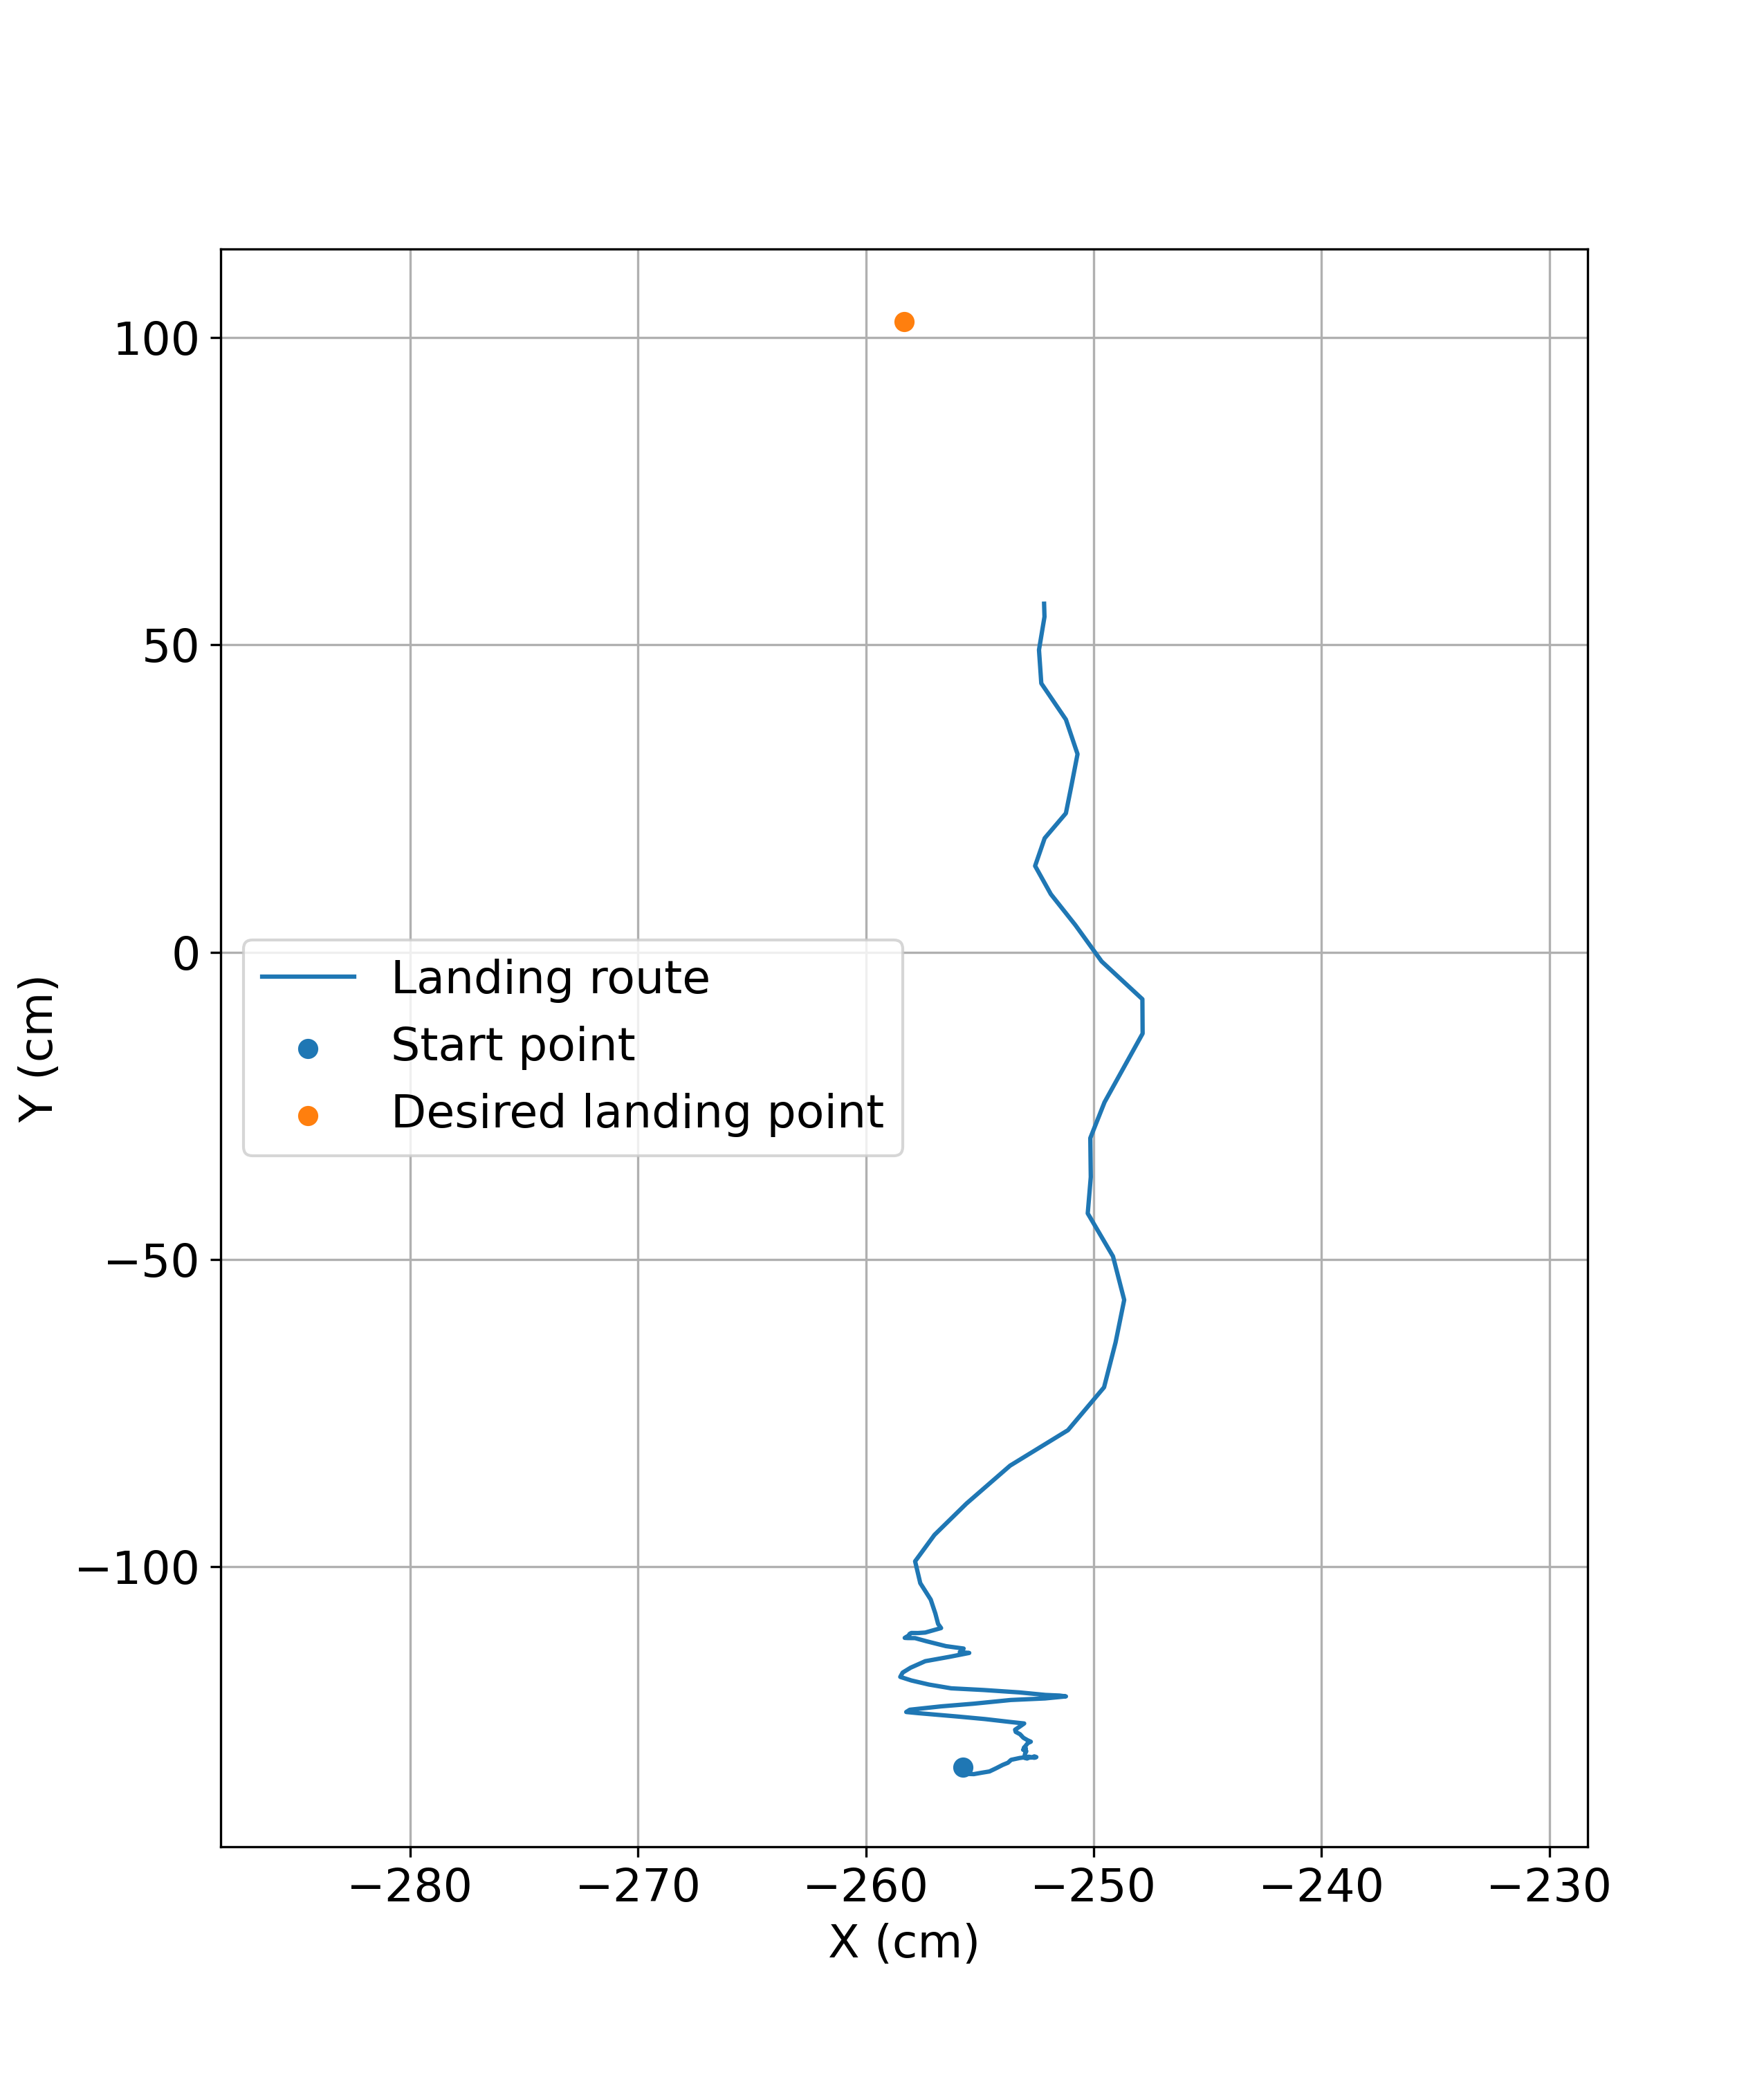 100
50
0
−50
−100
Y (cm)
Landing route
Start point
Desired landing point
−280 −270 −260 −250 −240 −230
X (cm)